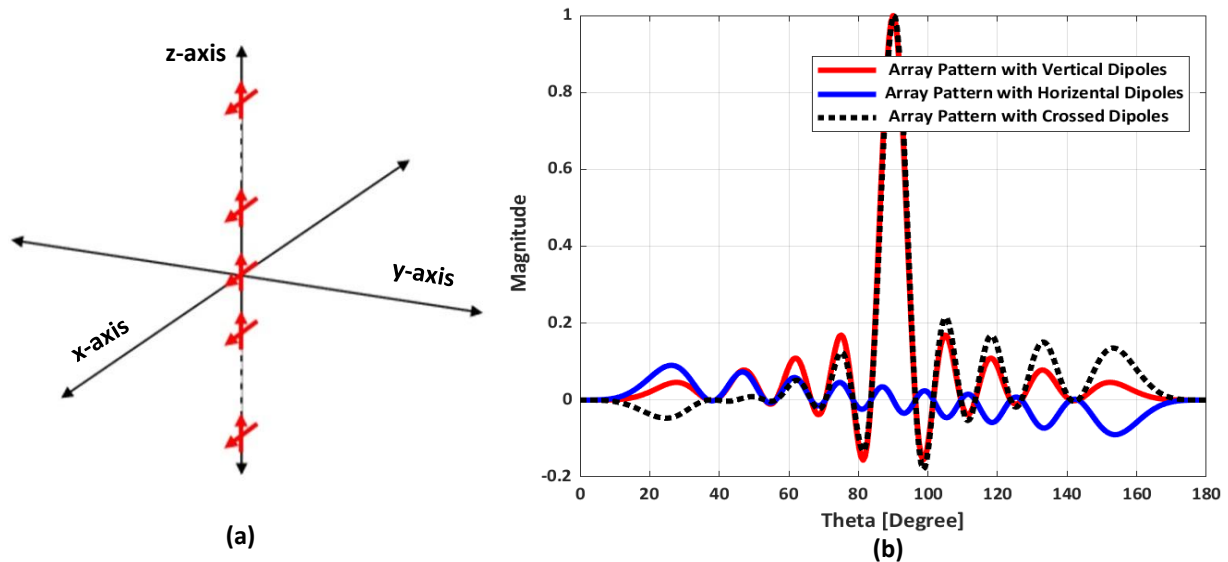 z-axis
y-axis
x-axis
(a)
1
0.8
0.6
0.4
0.2
0
-0.2
Magnitude
Array Pattern with Vertical Dipoles
Array Pattern with Horizental Dipoles
Array Pattern with Crossed Dipoles
0 20 40 60 80 100 120 140 160 180
Theta [Degree]
(b)